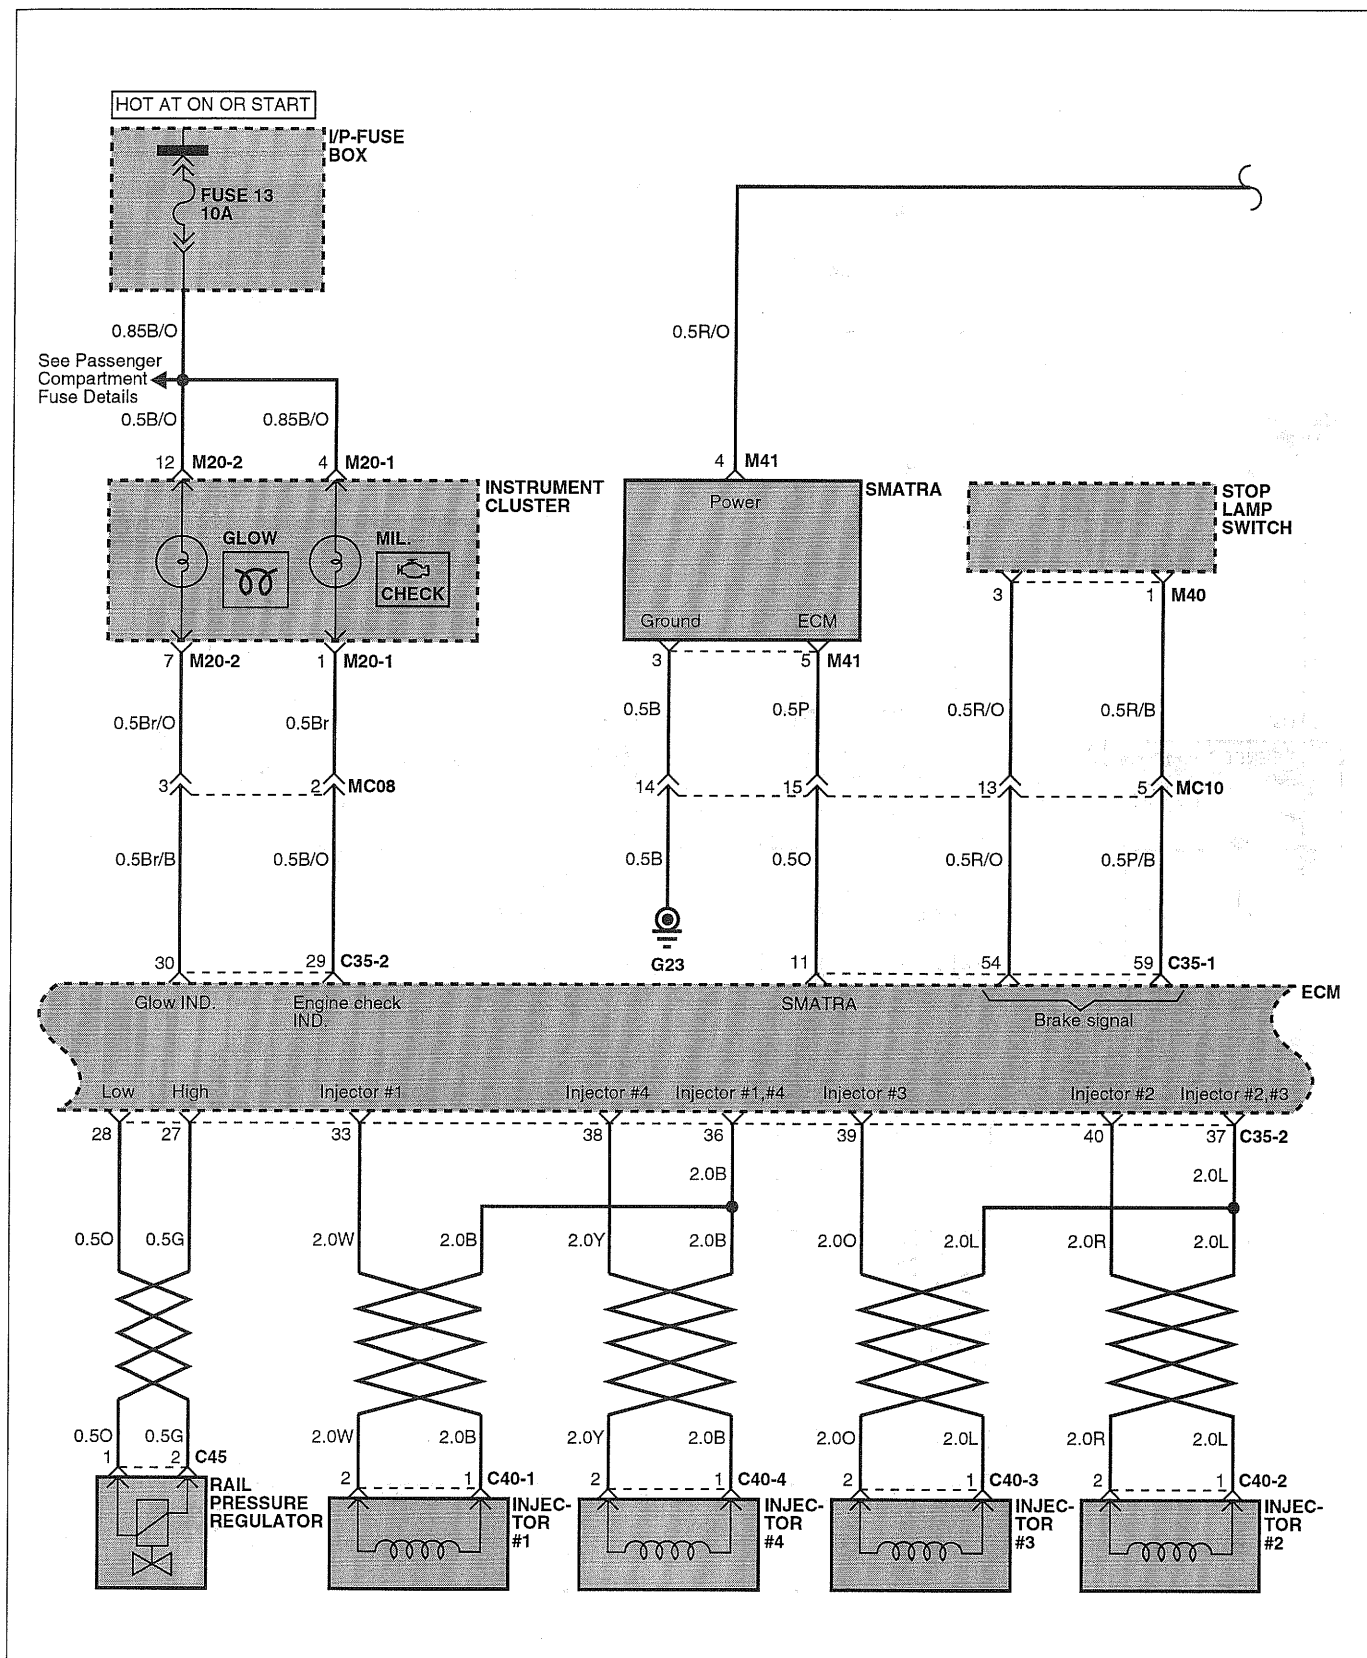 HOT AT ON OR START
I/P-FUSE
BOX
FUSE 13
10A
0.85B/O
0.5R/O
See Passenger
Compartment
Fuse Details
0.5B/O 0.85B/O
12 M20-2 4 M20-1 4 M41
INSTRUMENT
CLUSTER
SMATRA
STOP
LAMP
SWITCH
Power
GLOW MIL.
CHECK
3 1 M40
Ground ECM
7 M20-2 1 M20-1 3 5 M41
0.5Br/O 0.5Br 0.5B 0.5P 0.5R/O 0.5R/B
3 2 MC08 14 15 13 5 MC10
0.5Br/B 0.5B/O 0.5B 0.5O 0.5R/O 0.5P/B
G23
30 29 C35-2 11 54 59 C35-1
ECM
Glow IND. Engine check
IND.
SMATRA
Brake signal
Low High Injector #1 Injector #4 Injector #1,#4 Injector #3 Injector #2 Injector #2,#3
28 27 33 38 36 39 40 37 C35-2
2.0B 2.0L
0.5O 0.5G 2.0W 2.0B 2.0Y 2.0B 2.0O 2.0L 2.0R 2.0L
0.5O 0.5G 2.0W 2.0B 2.0Y 2.0B 2.0O 2.0L 2.0R 2.0L
1 2 C45 2 1 C40-1 2 1 C40-4 2 1 C40-3 2 1 C40-2
RAIL
PRESSURE
REGULATOR
INJEC-
TOR
#1
INJEC-
TOR
#4
INJEC-
TOR
#3
INJEC-
TOR
#2